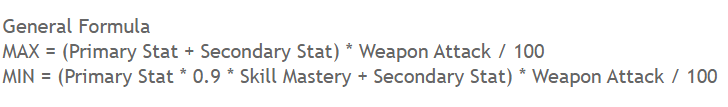 General Formula
MAX = (Primary Stat + Secondary Stat) * Weapon Attack / 100
MIN = (Primary Stat * 0.9 * Skill Mastery + Secondary Stat) * Weapon Attack / 100